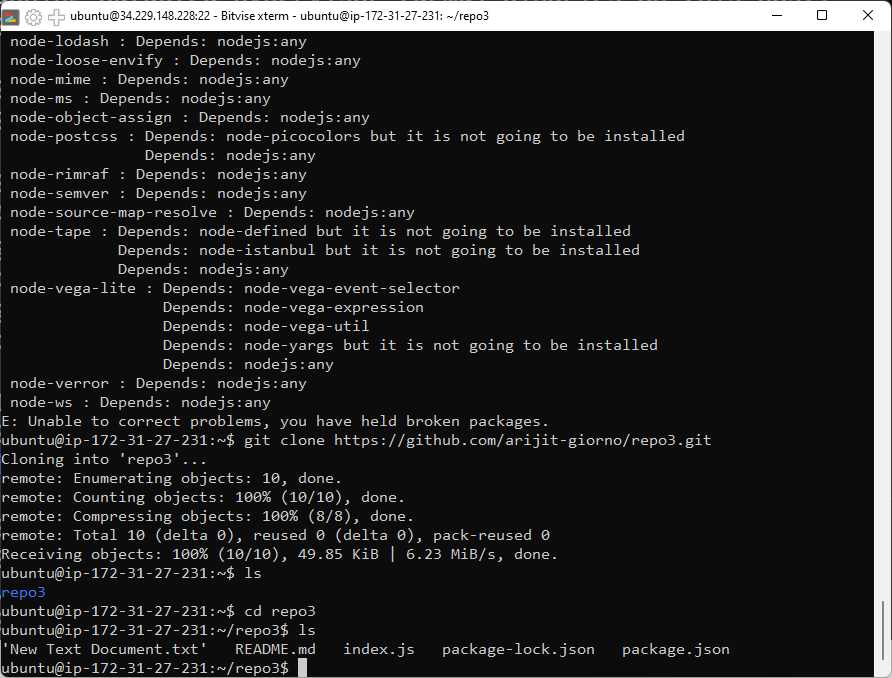 ubuntu@34.229.148.228:22 - Bitvise xterm - ubuntu@ip-172-31-27-231: ~/repo3
node-lodash : Depends: nodejs:any
node-loose-envify : Depends: nodejs:any
node-mime : Depends: nodejs:any
node-ms : Depends: nodejs:any
node-object-assign : Depends: nodejs:any
node-postcss : Depends: node-picocolors but it is not going to be installed
Depends: nodejs:any
node-rimraf : Depends: nodejs:any
node-semver : Depends: nodejs:any
node-source-map-resolve : Depends: nodejs:any
node-tape : Depends: node-defined but it is not going to be installed
Depends: node-istanbul but it is not going to be installed
Depends: nodejs:any
node-vega-lite : Depends: node-vega-event-selector
Depends: node-vega-expression
Depends: node-vega-util
Depends: node-yargs but it is not going to be installed
Depends: nodejs:any
node-verror : Depends: nodejs:any
node-ws : Depends: nodejs:any
E: Unable to correct problems, you have held broken packages.
ubuntu@ip-172-31-27-231:~$ git clone https://github.com/arijit-giorno/repo3.git
Cloning into 'repo3'...
remote: Enumerating objects: 10, done.
remote: Counting objects: 100% (10/10), done.
remote: Compressing objects: 100% (8/8), done.
remote: Total 10 (delta 0), reused 0 (delta 0), pack-reused 0
Receiving objects: 100% (10/10), 49.85 KiB | 6.23 MiB/s, done.
ubuntu@ip-172-31-27-231:~$ ls
repo3
ubuntu@ip-172-31-27-231:~$ cd repo3
ubuntu@ip-172-31-27-231:~/repo3$ ls
'New Text Document.txt'   README.md   index.js   package-lock.json   package.json
ubuntu@ip-172-31-27-231:~/repo3$